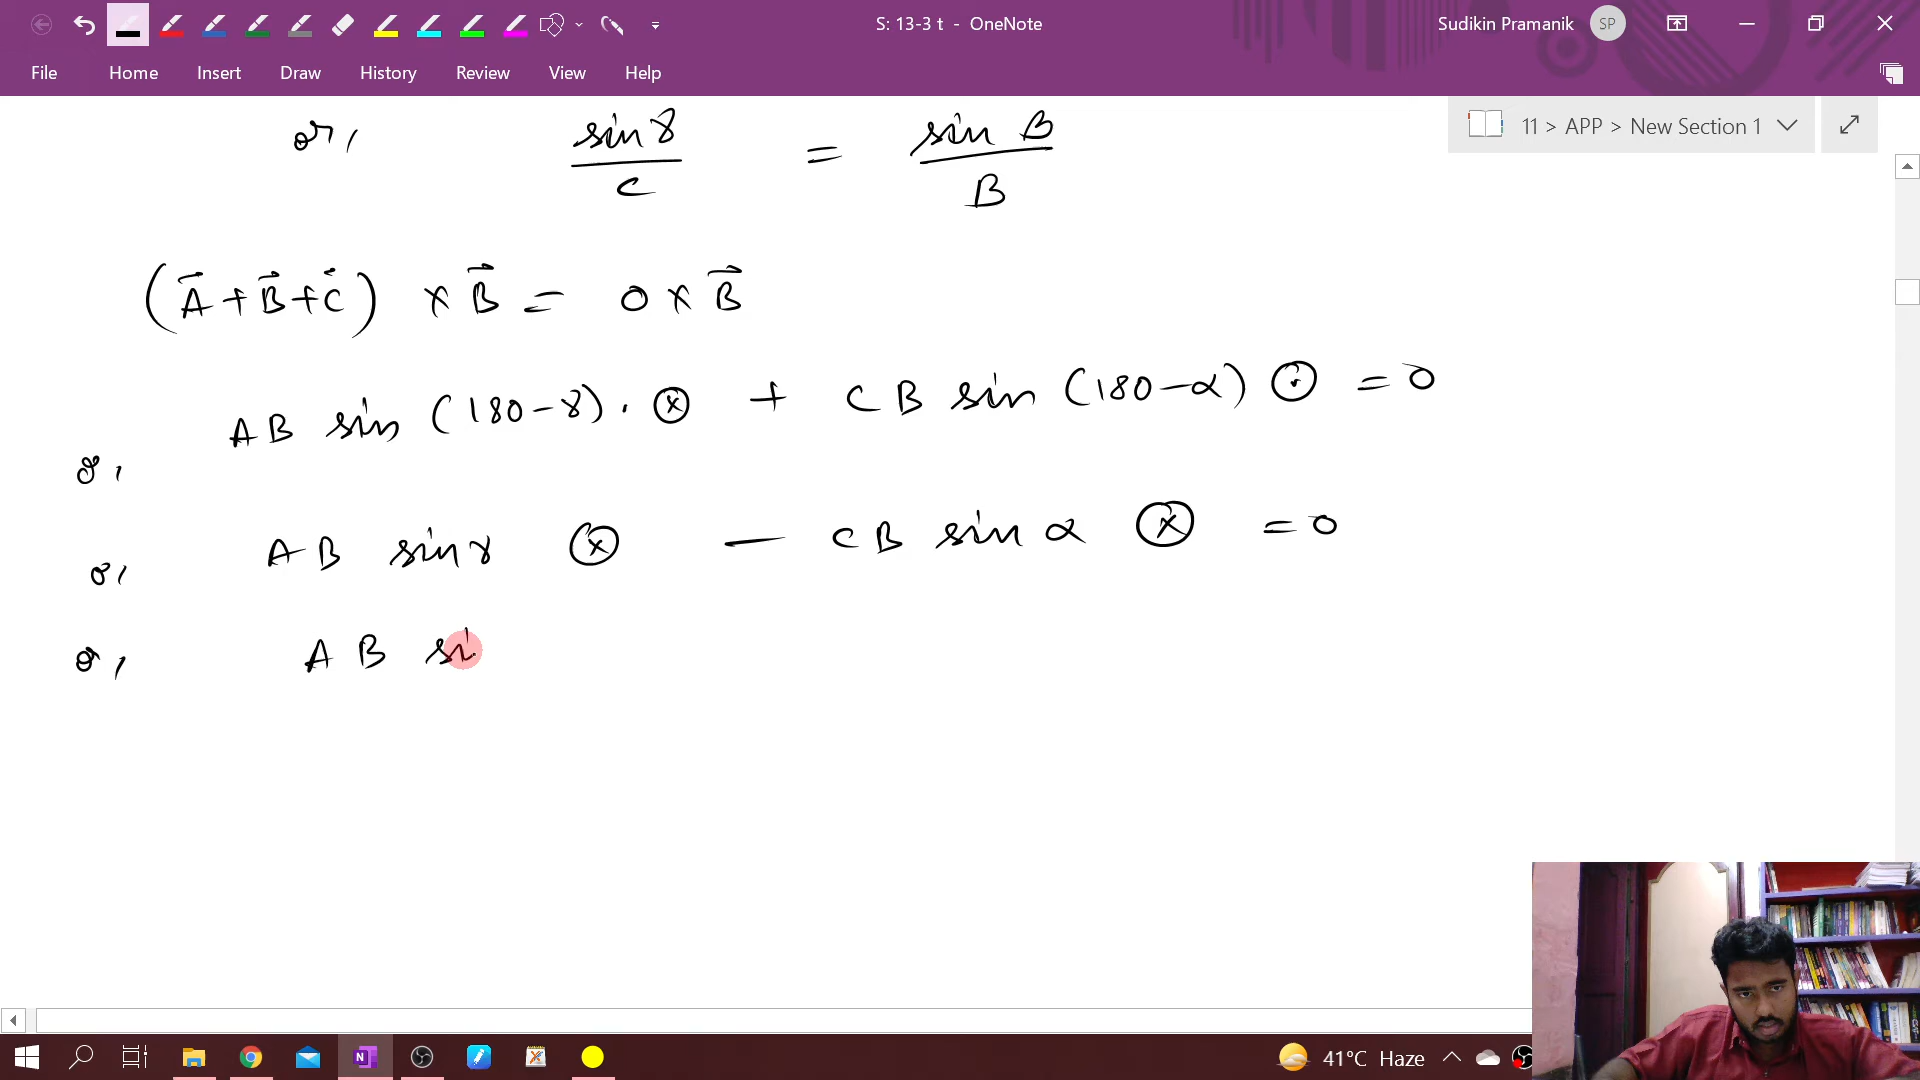 S: 13-3 t - OneNote
Sudikin Pramanik SP
File Home Insert Draw History Review View Help
11 > APP > New Section 1
or, sin γ / C = sin B / B
(A⃗ + B⃗ + C⃗) × B⃗ = 0 × B⃗
AB sin (180 - γ) . ⊗ + CB sin (180 - α) ⊙ = 0
or,
AB sin γ ⊗ - CB sin α ⊗ = 0
or,
or, AB si
41°C Haze